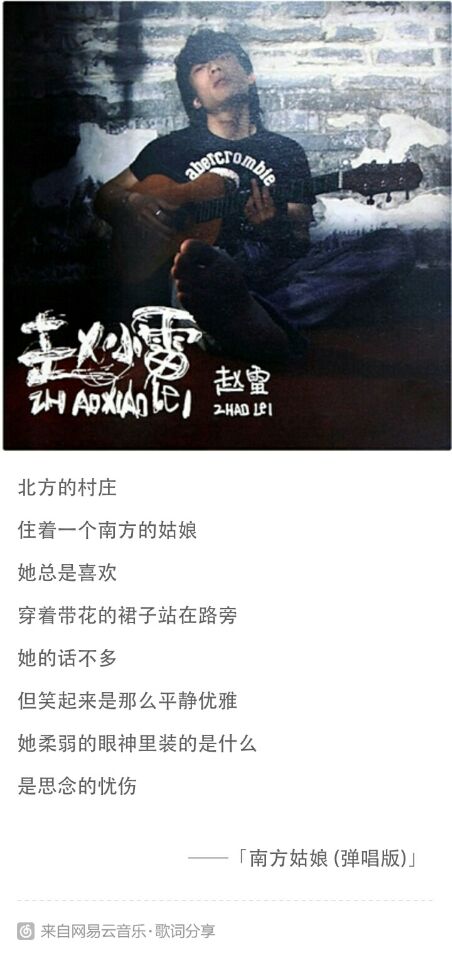 abercrombie
赵小雷
ZHAOXIAOLEI
赵雷
ZHAO LEI
北方的村庄
住着一个南方的姑娘
她总是喜欢
穿着带花的裙子站在路旁
她的话不多
但笑起来是那么平静优雅
她柔弱的眼神里装的是什么
是思念的忧伤
——「南方姑娘 (弹唱版)」
来自网易云音乐·歌词分享